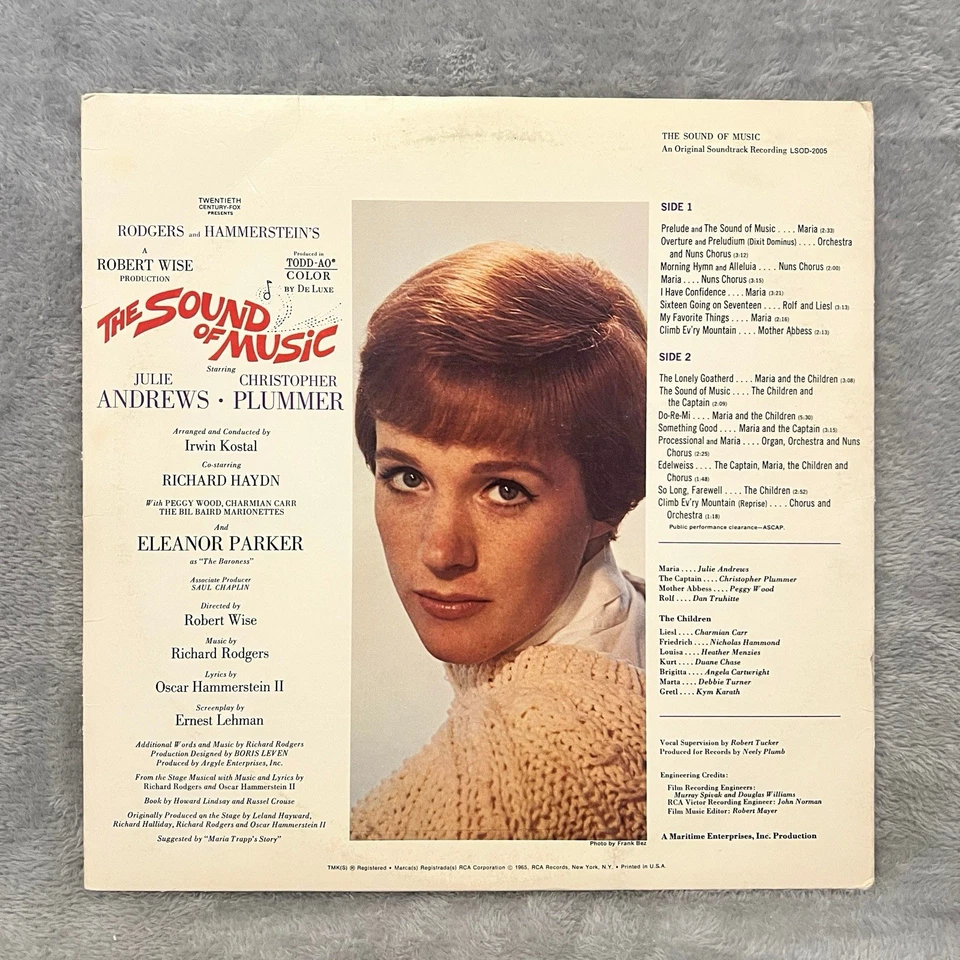 THE SOUND OF MUSIC
An Original Soundtrack Recording LSOD-2005
TWENTIETH
CENTURY-FOX
PRESENTS
RODGERS and HAMMERSTEIN'S
A
ROBERT WISE
PRODUCTION
Produced in
TODD-AO®
COLOR
BY DE LUXE
THE SOUND
OF MUSIC
Starring
JULIE
ANDREWS •
CHRISTOPHER
PLUMMER
Arranged and Conducted by
Irwin Kostal
Co-starring
RICHARD HAYDN
With PEGGY WOOD, CHARMIAN CARR
THE BIL BAIRD MARIONETTES
And
ELEANOR PARKER
as "The Baroness"
Associate Producer
SAUL CHAPLIN
Directed by
Robert Wise
Music by
Richard Rodgers
Lyrics by
Oscar Hammerstein II
Screenplay by
Ernest Lehman
Additional Words and Music by Richard Rodgers
Production Designed by BORIS LEVEN
Produced by Argyle Enterprises, Inc.
From the Stage Musical with Music and Lyrics by
Richard Rodgers and Oscar Hammerstein II
Book by Howard Lindsay and Russel Crouse
Originally Produced on the Stage by Leland Hayward,
Richard Halliday, Richard Rodgers and Oscar Hammerstein II
Suggested by "Maria Trapp's Story"
SIDE 1
Prelude and The Sound of Music . . . . Maria (2:33)
Overture and Preludium (Dixit Dominus) . . . . Orchestra
and Nuns Chorus (3:12)
Morning Hymn and Alleluia . . . . Nuns Chorus (2:00)
Maria . . . . Nuns Chorus (3:15)
I Have Confidence . . . . Maria (3:21)
Sixteen Going on Seventeen . . . . Rolf and Liesl (3:13)
My Favorite Things . . . . Maria (2:16)
Climb Ev'ry Mountain . . . . Mother Abbess (2:13)
SIDE 2
The Lonely Goatherd . . . . Maria and the Children (3:08)
The Sound of Music . . . . The Children and
the Captain (2:09)
Do-Re-Mi . . . . Maria and the Children (5:30)
Something Good . . . . Maria and the Captain (3:15)
Processional and Maria . . . . Organ, Orchestra and Nuns
Chorus (2:25)
Edelweiss . . . . The Captain, Maria, the Children and
Chorus (1:48)
So Long, Farewell . . . . The Children (2:52)
Climb Ev'ry Mountain (Reprise) . . . . Chorus and
Orchestra (1:18)
Public performance clearance—ASCAP.
Maria . . . . Julie Andrews
The Captain . . . . Christopher Plummer
Mother Abbess . . . . Peggy Wood
Rolf . . . . Dan Truhitte
The Children
Liesl . . . . Charmian Carr
Friedrich . . . . Nicholas Hammond
Louisa . . . . Heather Menzies
Kurt . . . . Duane Chase
Brigitta . . . . Angela Cartwright
Marta . . . . Debbie Turner
Gretl . . . . Kym Karath
Vocal Supervision by Robert Tucker
Produced for Records by Neely Plumb
Engineering Credits:
Film Recording Engineers:
Murray Spivak and Douglas Williams
RCA Victor Recording Engineer: John Norman
Film Music Editor: Robert Mayer
A Maritime Enterprises, Inc. Production
Photo by Frank Bez
TMK(S) ® Registered • Marca(s) Registrada(s) RCA Corporation © 1965, RCA Records, New York, N.Y. • Printed in U.S.A.